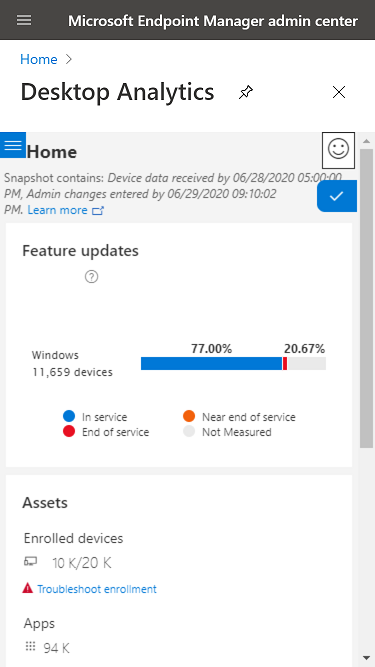 Microsoft Endpoint Manager admin center
Home
Desktop Analytics
Home
Snapshot contains: Device data received by 06/28/2020 05:00:00
PM, Admin changes entered by 06/29/2020 09:10:02
PM. Learn more
Feature updates
77.00% 20.67%
Windows
11,659 devices
In service Near end of service
End of service Not Measured
Assets
Enrolled devices
10 K/20 K
Troubleshoot enrollment
Apps
94 K